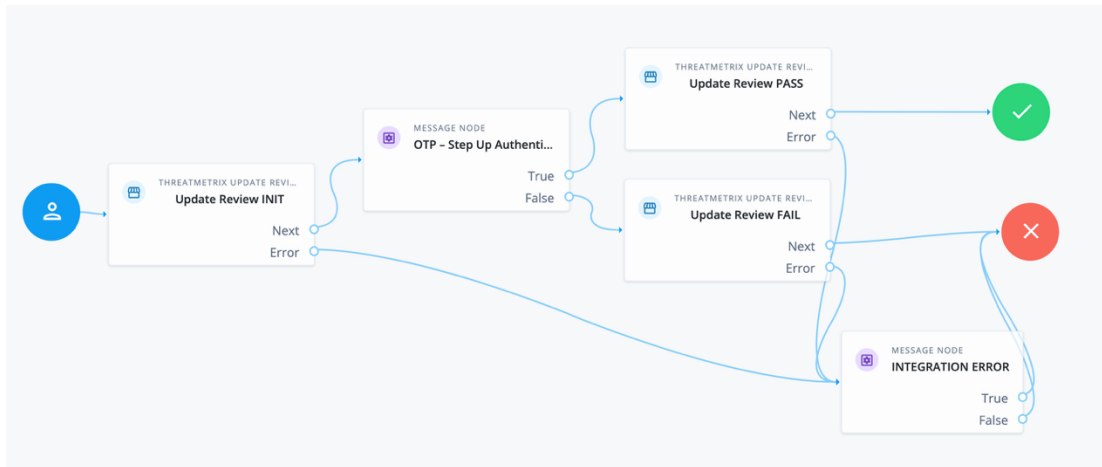 THREATMETRIX UPDATE REVI...
Update Review INIT
Next
Error
MESSAGE NODE
OTP – Step Up Authenti...
True
False
THREATMETRIX UPDATE REVI...
Update Review PASS
Next
Error
THREATMETRIX UPDATE REVI...
Update Review FAIL
Next
Error
MESSAGE NODE
INTEGRATION ERROR
True
False